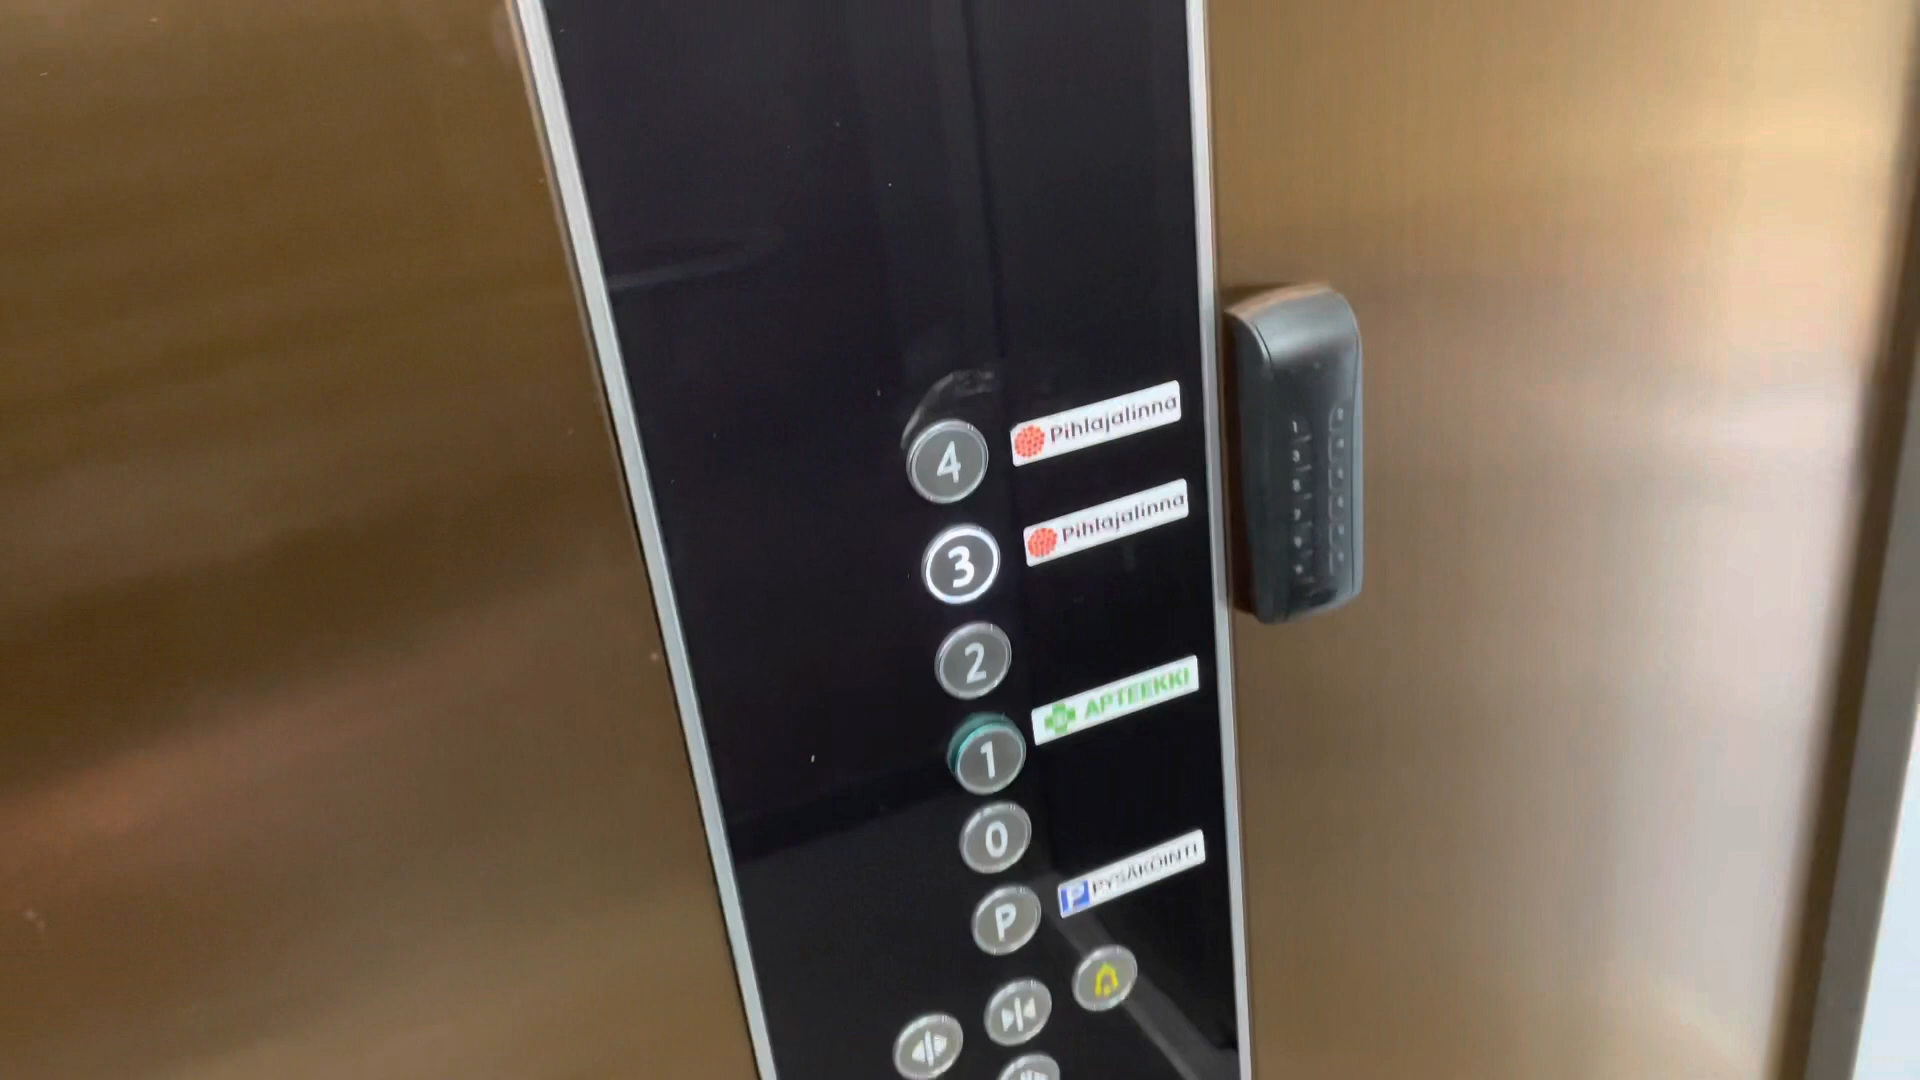 4 Pihlajalinna
3 Pihlajalinna
2
1 APTEEKKI
0
P P PYSÄKÖINTI